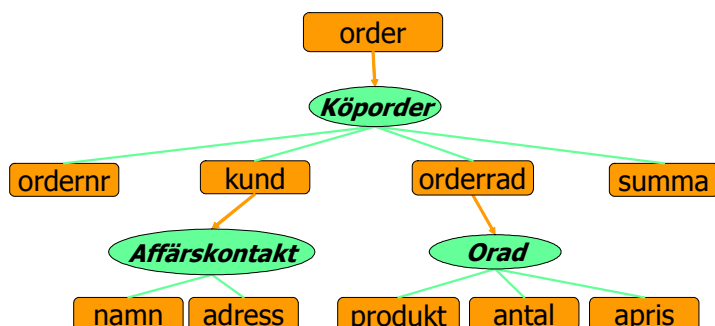 order
Köporder
ordernr kund orderrad summa
Affärskontakt Orad
namn adress produkt antal apris